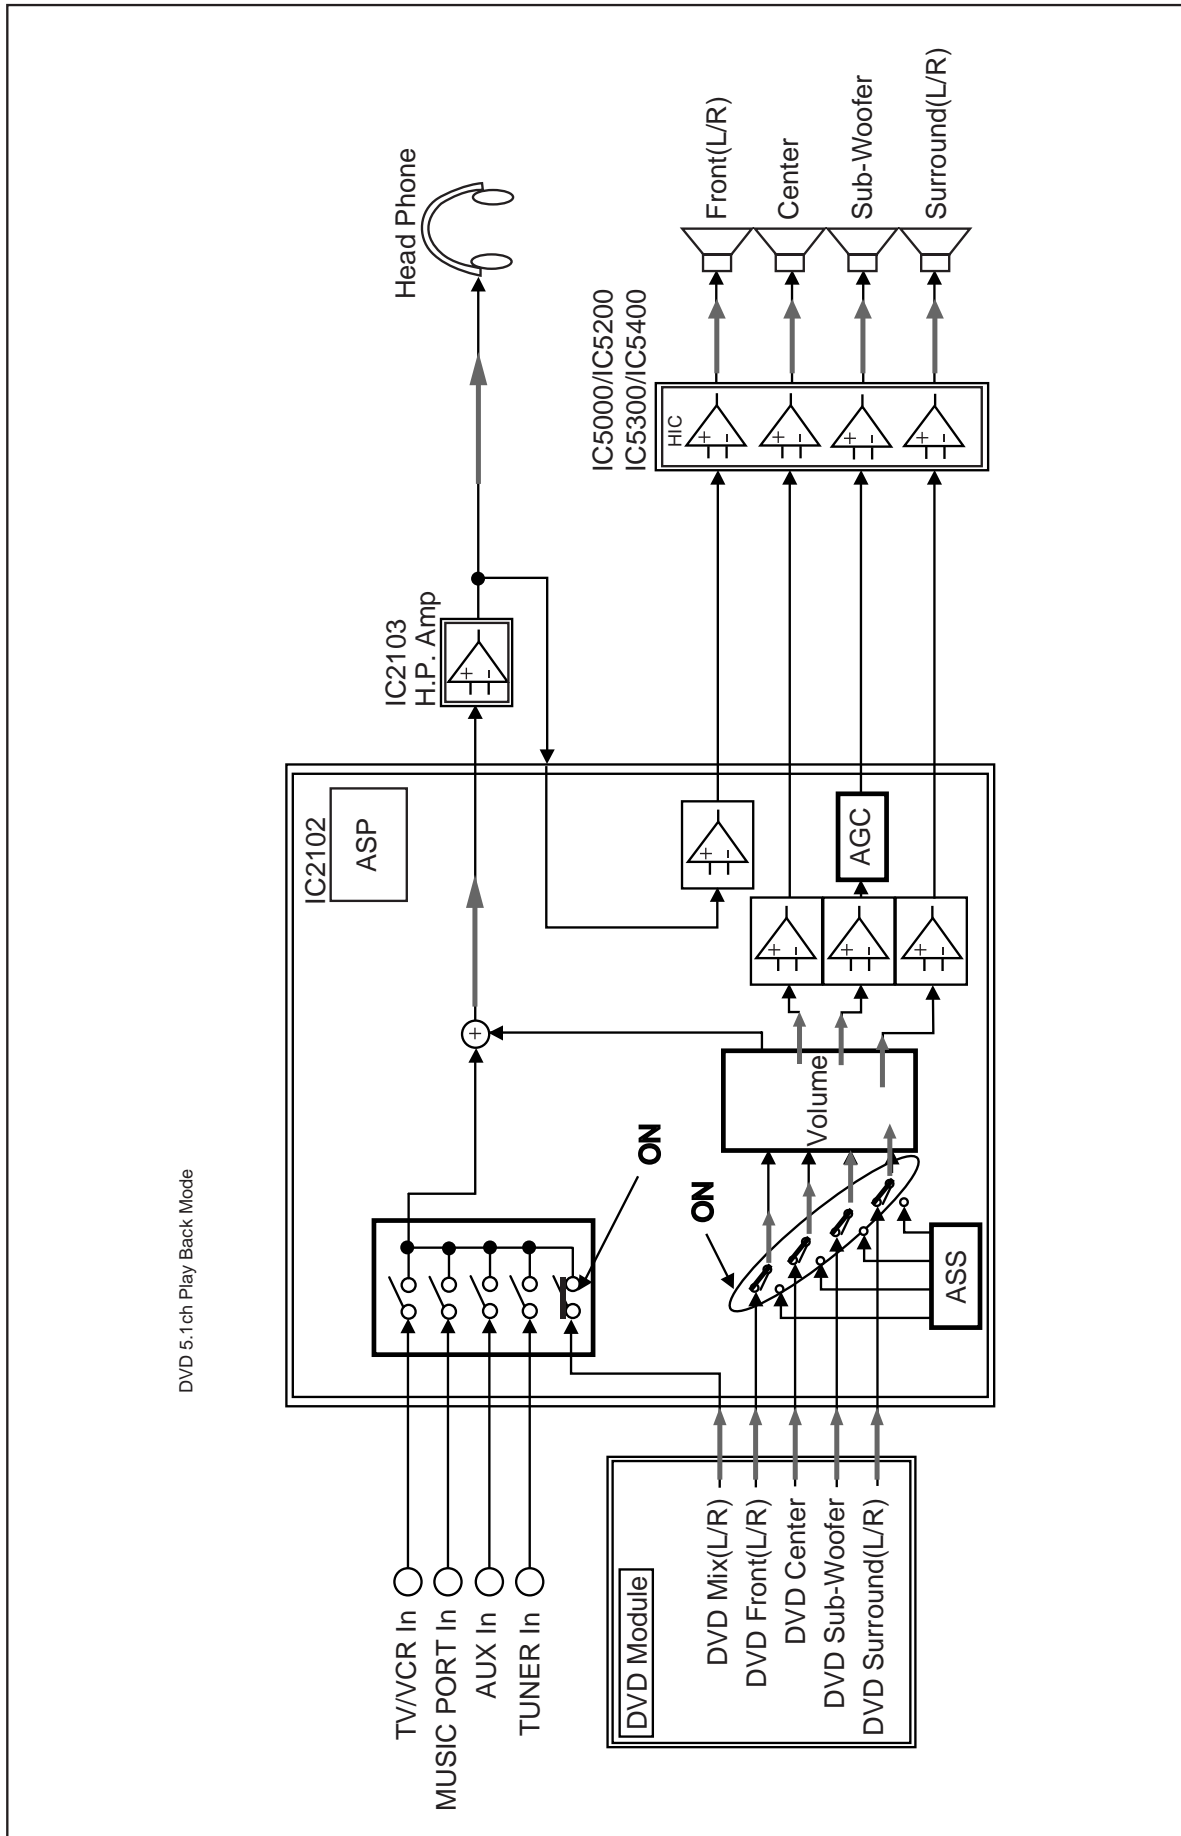 DVD 5.1ch Play Back Mode
TV/VCR In
MUSIC PORT In
AUX In
TUNER In
DVD Module
DVD Mix(L/R)
DVD Front(L/R)
DVD Center
DVD Sub-Woofer
DVD Surround(L/R)
ON
ON
ASS
Volume
IC2102
ASP
AGC
IC2103
H.P. Amp
Head Phone
IC5000/IC5200
IC5300/IC5400
HIC
Front(L/R)
Center
Sub-Woofer
Surround(L/R)